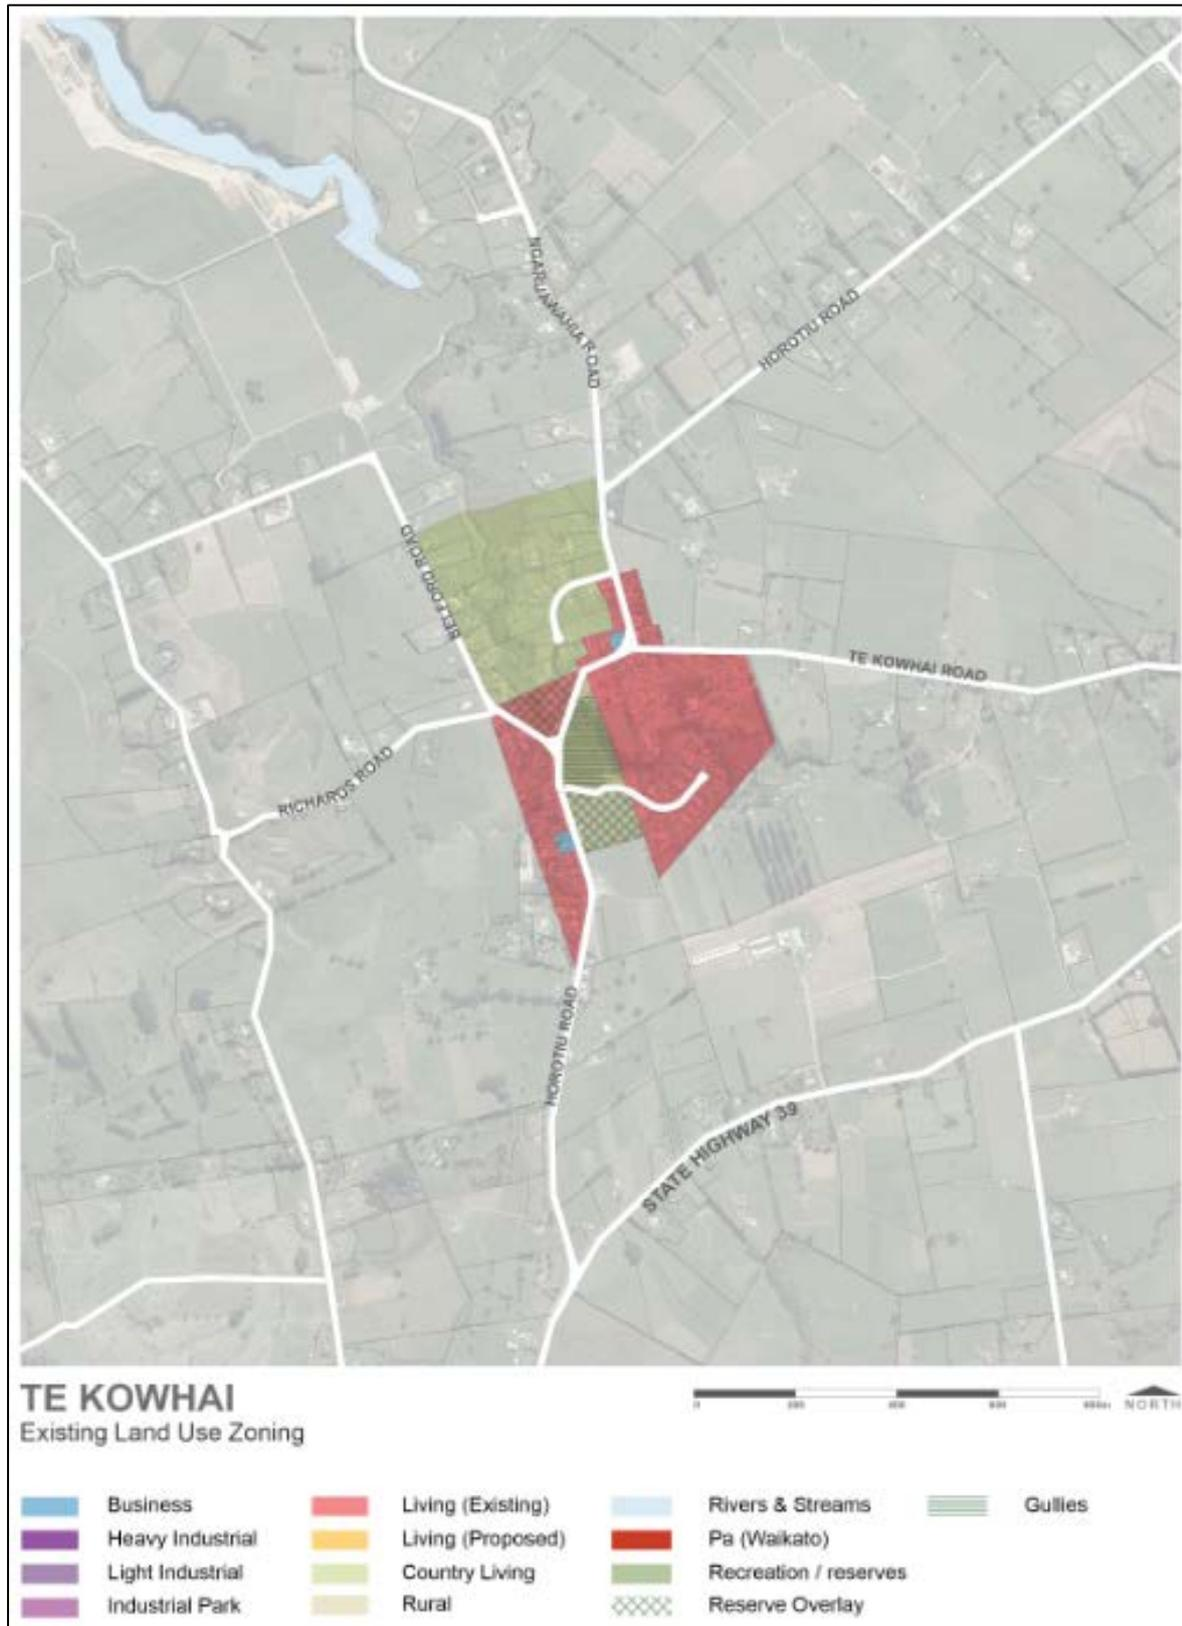 NGARUAWAHIA ROAD
HOROTIU ROAD
BELFORD ROAD
TE KOWHAI ROAD
RICHARDS ROAD
HOROTIU ROAD
STATE HIGHWAY 39
TE KOWHAI
Existing Land Use Zoning
0
NORTH
Business
Living (Existing)
Rivers & Streams
Gullies
Heavy Industrial
Living (Proposed)
Pa (Waikato)
Light Industrial
Country Living
Recreation / reserves
Industrial Park
Rural
Reserve Overlay